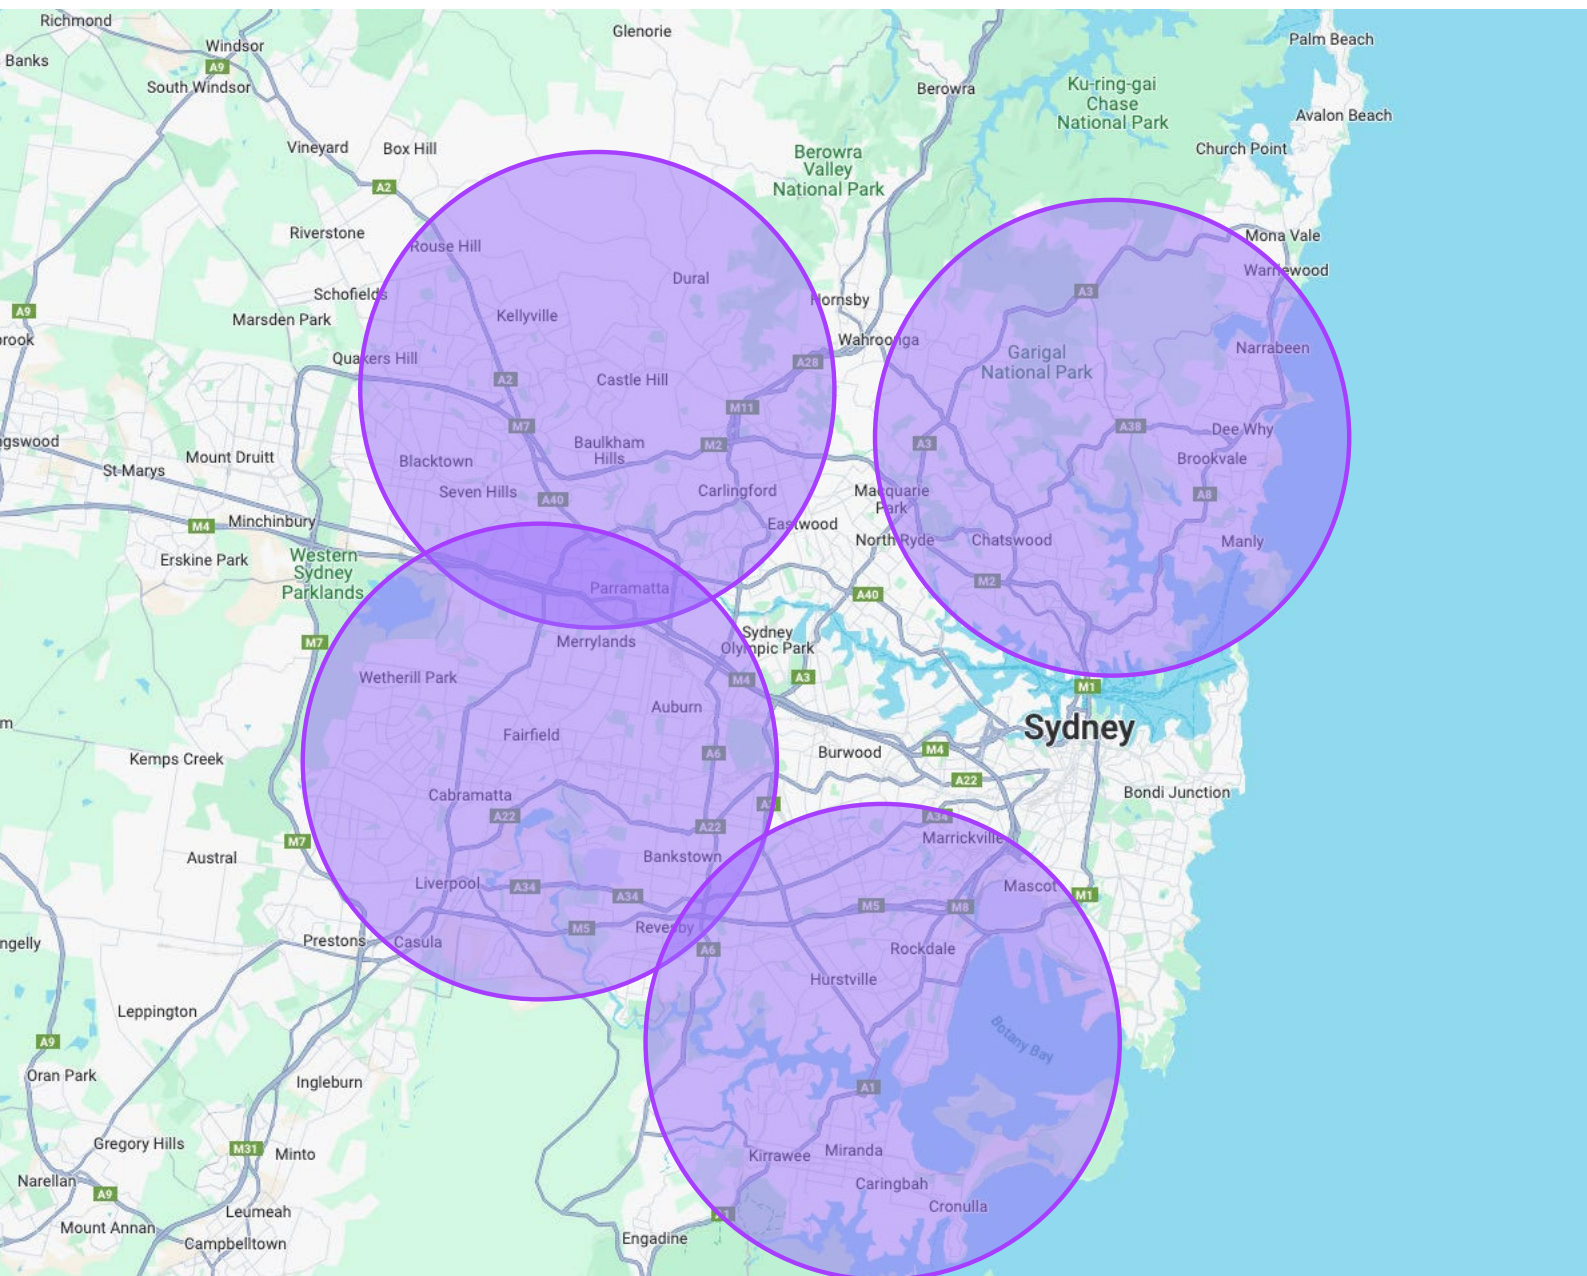 Richmond
Glenorie
Palm Beach
Windsor
Banks
A9
South Windsor
Berowra
Ku-ring-gai
Chase
National Park
Avalon Beach
Vineyard
Box Hill
Berowra
Valley
National Park
Church Point
A2
Riverstone
Rouse Hill
Mona Vale
Dural
Warriewood
Schofields
A3
Hornsby
A9
Marsden Park
Kellyville
brook
Wahroonga
Narrabeen
Quakers Hill
Garigal
National Park
A28
A2
Castle Hill
M11
M7
A38
Dee Why
ngswood
Baulkham
Hills
M2
A3
Mount Druitt
Blacktown
Brookvale
St Marys
Seven Hills
Carlingford
Macquarie
Park
A8
A40
Minchinbury
M4
Eastwood
North Ryde
Chatswood
Manly
Erskine Park
Western
Sydney
Parklands
Parramatta
M2
A40
M7
Merrylands
Sydney
Olympic Park
Wetherill Park
M4
A3
M1
Auburn
m
Fairfield
Sydney
Kemps Creek
A6
Burwood
M4
A22
Cabramatta
Bondi Junction
A22
A22
A34
M7
Marrickville
Austral
Bankstown
Liverpool
A34
A34
Mascot
M1
M5
M8
M5
Revesby
ngelly
Prestons
Casula
A6
Rockdale
Hurstville
Leppington
Botany Bay
A9
Oran Park
Ingleburn
A1
Gregory Hills
M31
Minto
Kirrawee
Miranda
Narellan
Caringbah
A9
Cronulla
Leumeah
Mount Annan
Campbelltown
Engadine